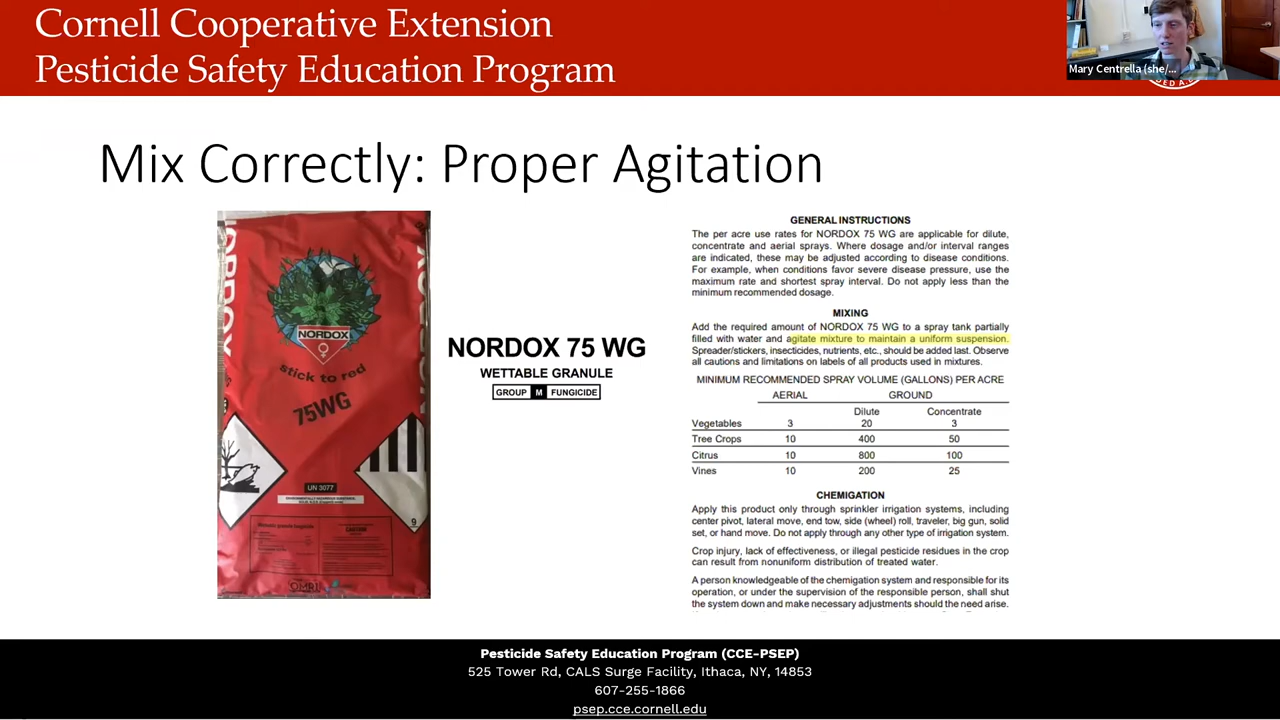 Cornell Cooperative Extension
Pesticide Safety Education Program
Mary Centrella (she/...
Mix Correctly: Proper Agitation
NORDOX
NORDOX
stick to red
75WG
UN 3077
9
OMRI
NORDOX 75 WG
WETTABLE GRANULE
GROUP M FUNGICIDE
GENERAL INSTRUCTIONS
The per acre use rates for NORDOX 75 WG are applicable for dilute,
concentrate and aerial sprays. Where dosage and/or interval ranges
are indicated, these may be adjusted according to disease conditions.
For example, when conditions favor severe disease pressure, use the
maximum rate and shortest spray interval. Do not apply less than the
minimum recommended dosage.
MIXING
Add the required amount of NORDOX 75 WG to a spray tank partially
filled with water and agitate mixture to maintain a uniform suspension.
Spreader/stickers, insecticides, nutrients, etc., should be added last. Observe
all cautions and limitations on labels of all products used in mixtures.
MINIMUM RECOMMENDED SPRAY VOLUME (GALLONS) PER ACRE
AERIAL GROUND
Dilute Concentrate
Vegetables 3 20 3
Tree Crops 10 400 50
Citrus 10 800 100
Vines 10 200 25
CHEMIGATION
Apply this product only through sprinkler irrigation systems, including
center pivot, lateral move, end tow, side (wheel) roll, traveler, big gun, solid
set, or hand move. Do not apply through any other type of irrigation system.
Crop injury, lack of effectiveness, or illegal pesticide residues in the crop
can result from nonuniform distribution of treated water.
A person knowledgeable of the chemigation system and responsible for its
operation, or under the supervision of the responsible person, shall shut
the system down and make necessary adjustments should the need arise.
Pesticide Safety Education Program (CCE-PSEP)
525 Tower Rd, CALS Surge Facility, Ithaca, NY, 14853
607-255-1866
psep.cce.cornell.edu